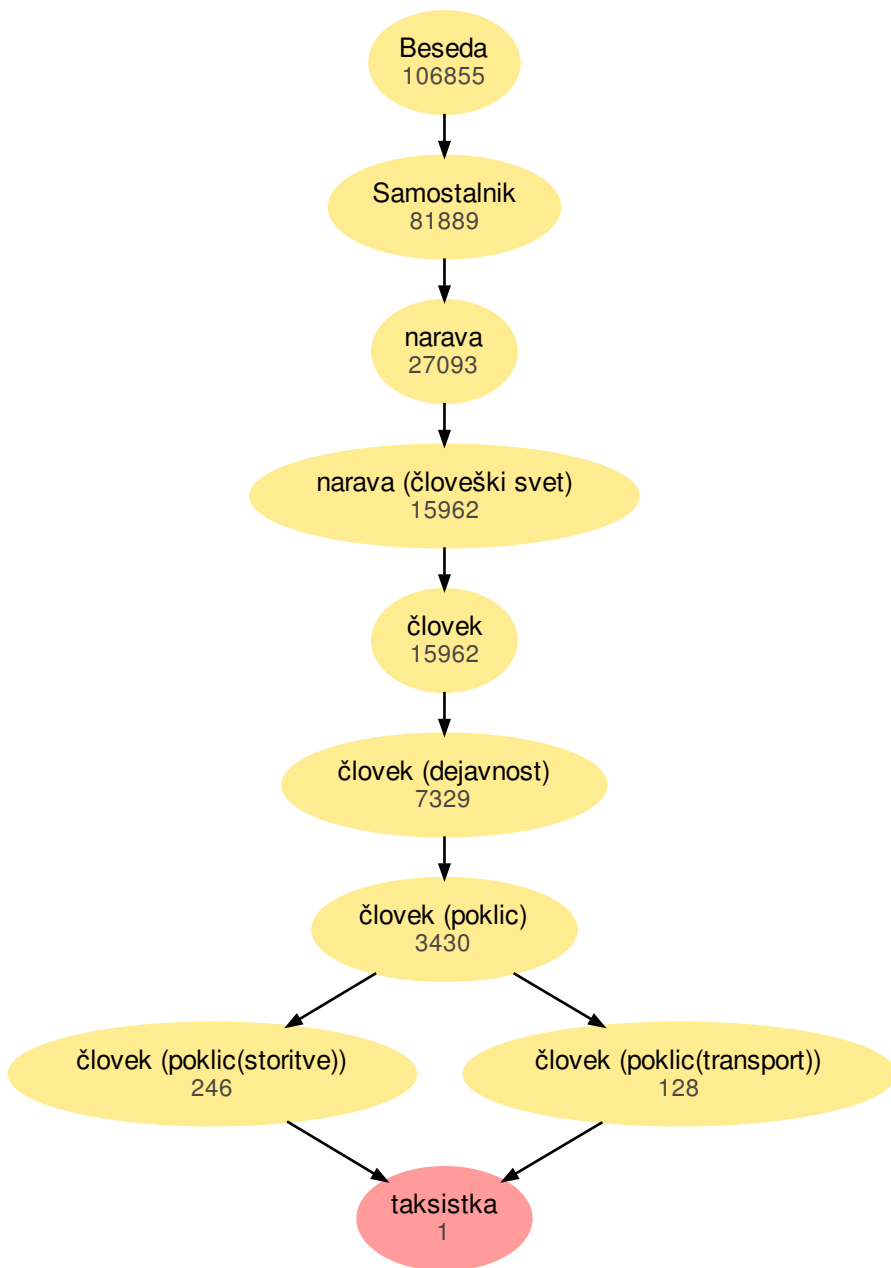 Beseda
106855
Samostalnik
81889
narava
27093
narava (človeški svet)
15962
človek
15962
človek (dejavnost)
7329
človek (poklic)
3430
človek (poklic(storitve))
246
človek (poklic(transport))
128
taksistka
1